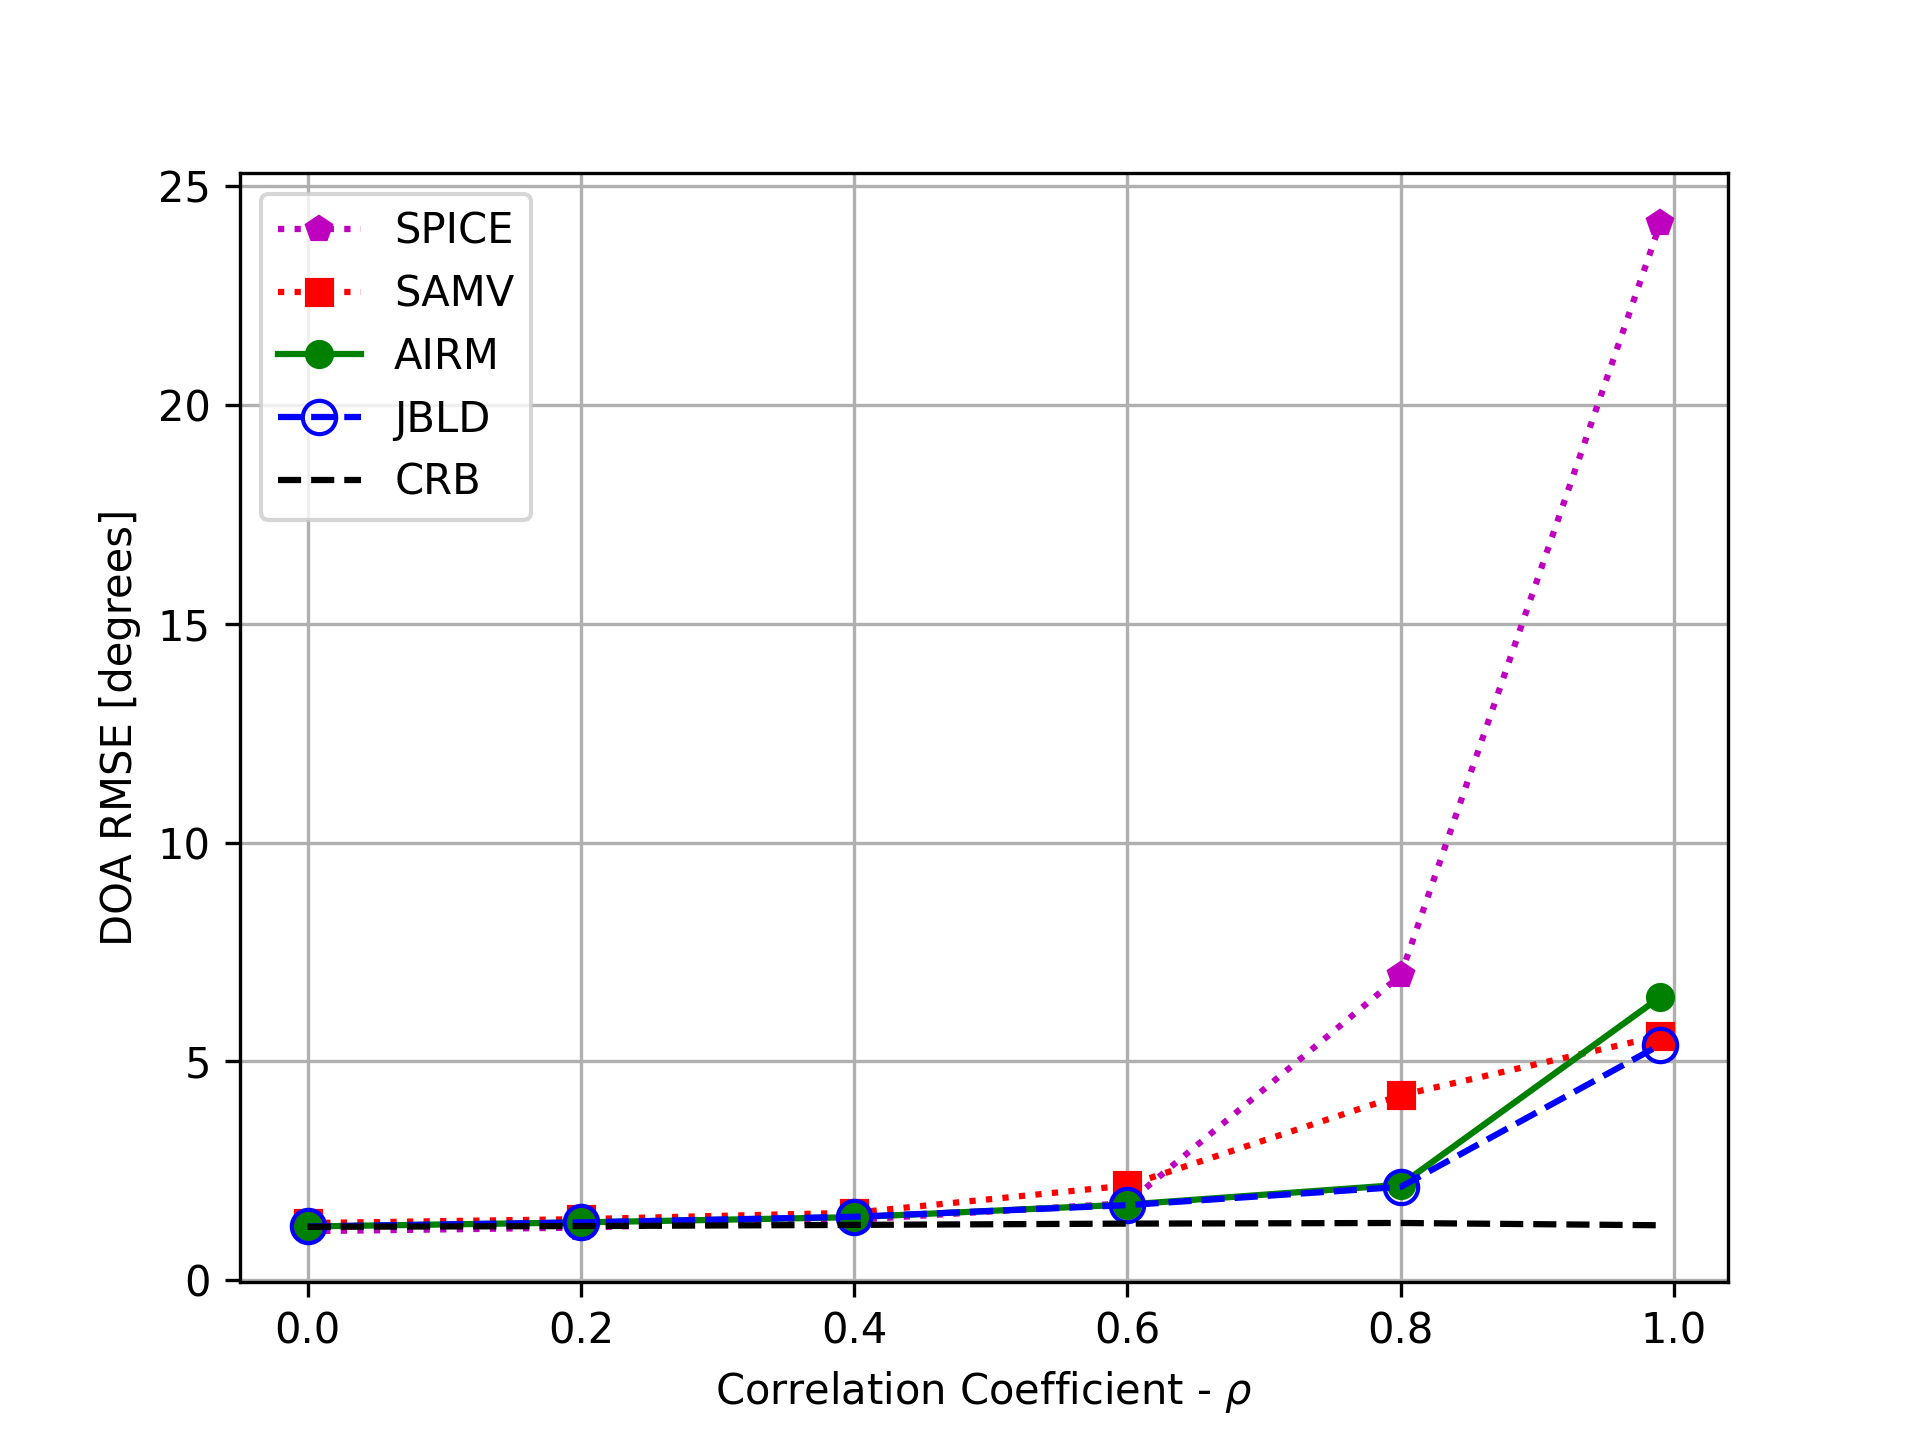 25
20
15
10
5
0
DOA RMSE [degrees]
SPICE
SAMV
AIRM
JBLD
CRB
0.0 0.2 0.4 0.6 0.8 1.0
Correlation Coefficient - ρ